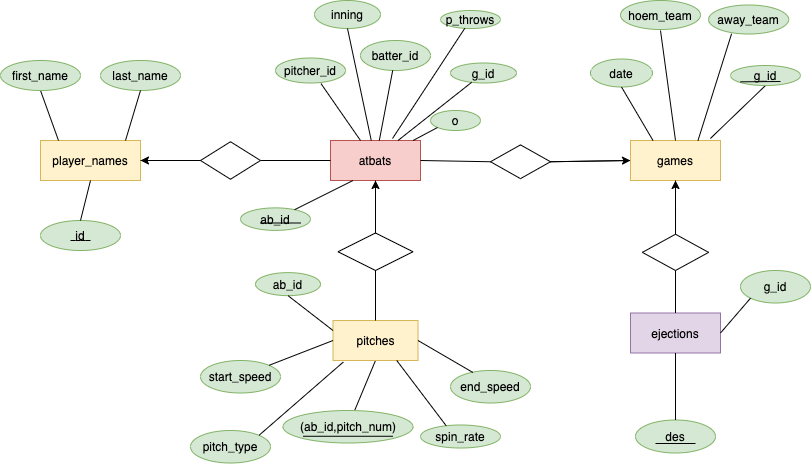 inning
p_throws
hoem_team
away_team
first_name
last_name
pitcher_id
batter_id
g_id
date
g_id
o
player_names
atbats
games
ab_id
id
ab_id
g_id
pitches
ejections
start_speed
end_speed
pitch_type
(ab_id,pitch_num)
spin_rate
des